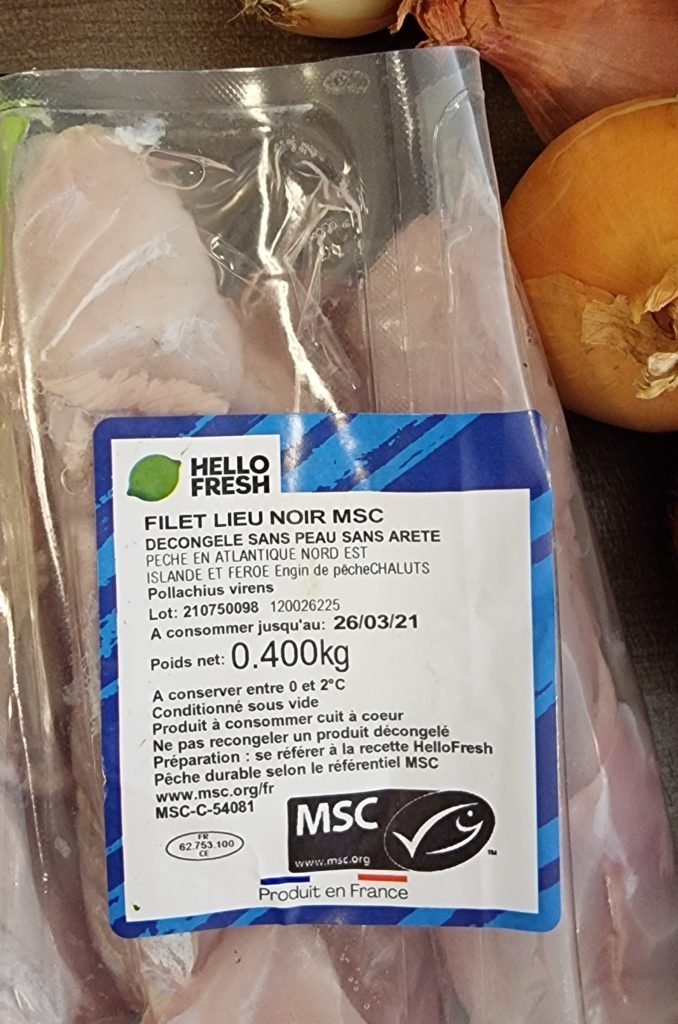 HELLO
FRESH
FILET LIEU NOIR MSC
DECONGELE SANS PEAU SANS ARETE
PECHE EN ATLANTIQUE NORD EST
ISLANDE ET FEROE Engin de pêcheCHALUTS
Pollachius virens
Lot: 210750098 120026225
A consommer jusqu'au: 26/03/21
Poids net: 0.400kg
A conserver entre 0 et 2°C
Conditionné sous vide
Produit à consommer cuit à coeur
Ne pas recongeler un produit décongelé
Préparation : se référer à la recette HelloFresh
Pêche durable selon le référentiel MSC
www.msc.org/fr
MSC-C-54081
FR
62.753.100
CE
MSC
www.msc.org
TM
Produit en France